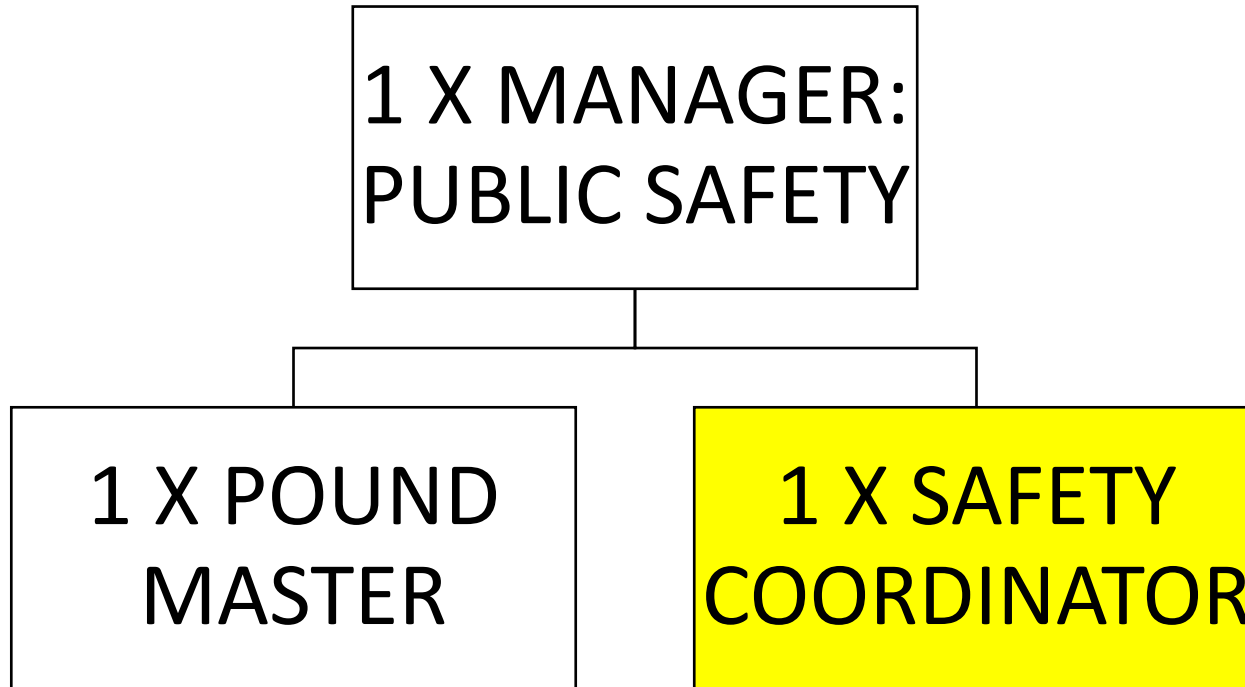 1 X MANAGER:
PUBLIC SAFETY
1 X POUND
MASTER
1 X SAFETY
COORDINATOR